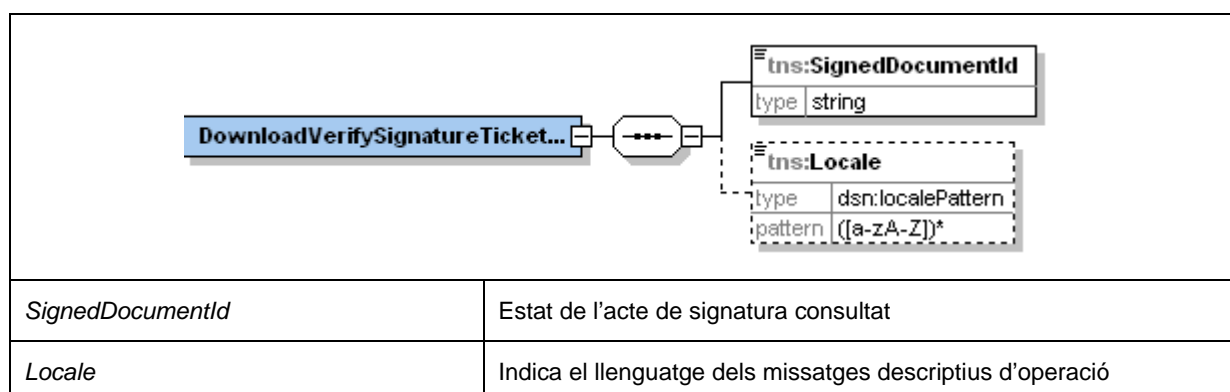 tns:SignedDocumentId
type string
DownloadVerifySignatureTicket...
tns:Locale
type dsn:localePattern
pattern ([a-zA-Z])*
SignedDocumentId Estat de l’acte de signatura consultat
Locale Indica el llenguatge dels missatges descriptius d’operació